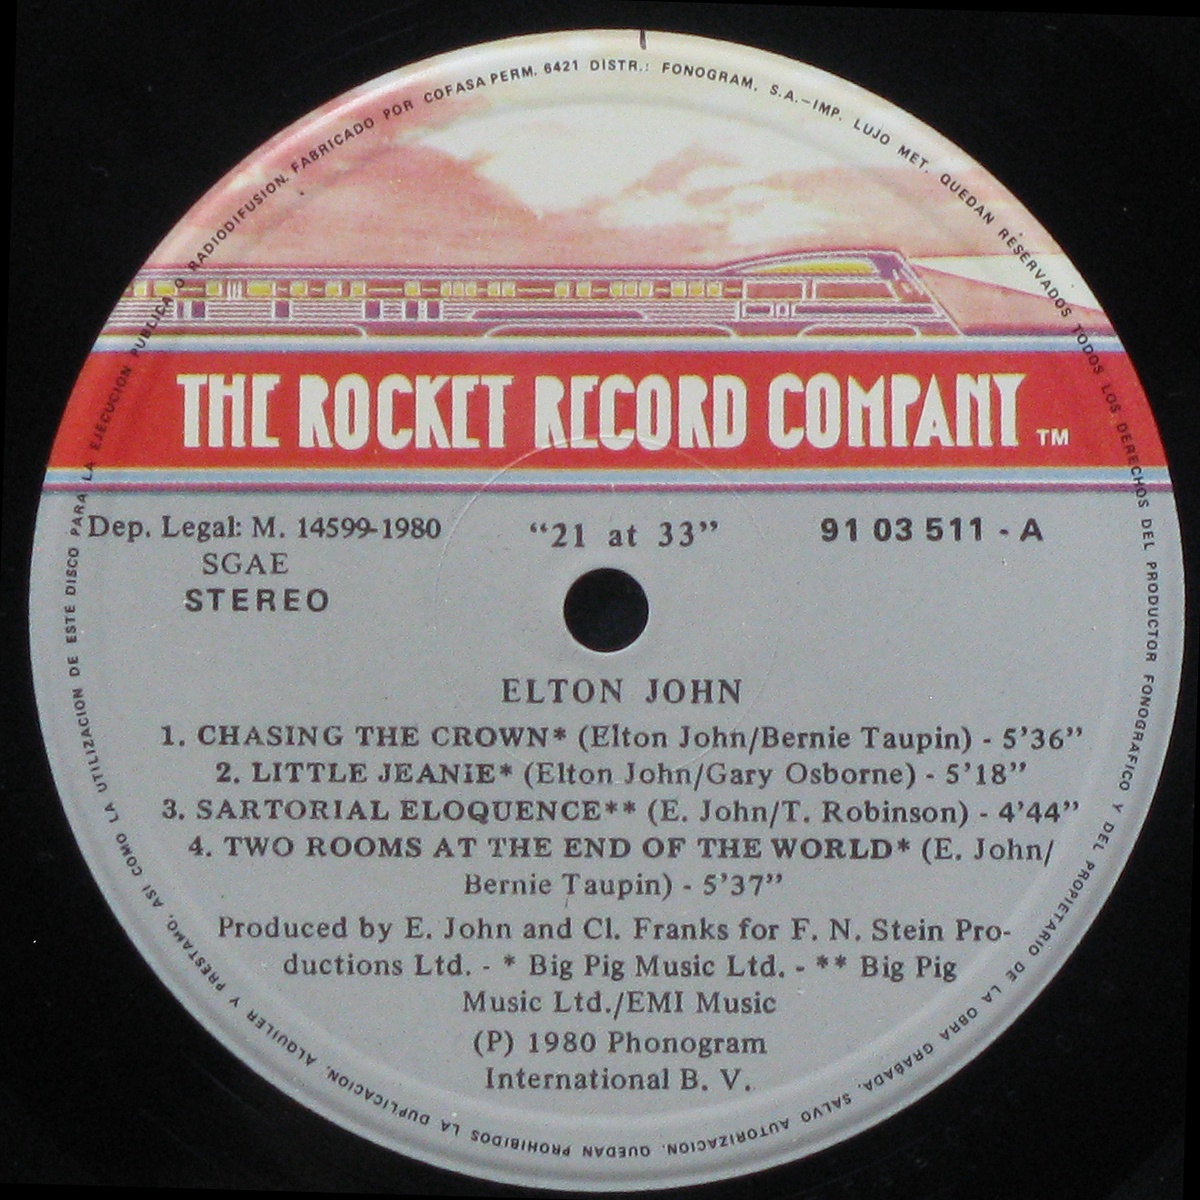 FABRICADO POR COFASA PERM. 6421 DISTR.: FONOGRAM, S.A.-IMP. LUJO MET. QUEDAN RESERVADOS TODOS LOS DERECHOS DEL PRODUCTOR FONOGRAFICO Y DEL PROPIETARIO DE LA OBRA GRABADA. SALVO AUTORIZACION, QUEDAN PROHIBIDOS LA DUPLICACION, ALQUILER Y PRESTAMO, ASI COMO LA UTILIZACION DE ESTE DISCO PARA LA EJECUCION PUBLICA O RADIODIFUSION.
THE ROCKET RECORD COMPANY TM
Dep. Legal: M. 14599-1980 "21 at 33" 91 03 511 - A
SGAE
STEREO
ELTON JOHN
1. CHASING THE CROWN* (Elton John/Bernie Taupin) - 5'36"
2. LITTLE JEANiE* (Elton John/Gary Osborne) - 5'18"
3. SARTORIAL ELOQUENCE** (E. John/T. Robinson) - 4'44"
4. TWO ROOMS AT THE END OF THE WORLD* (E. John/
Bernie Taupin) - 5'37"
Produced by E. John and Cl. Franks for F. N. Stein Pro-
ductions Ltd. - * Big Pig Music Ltd. - ** Big Pig
Music Ltd./EMI Music
(P) 1980 Phonogram
International B. V.